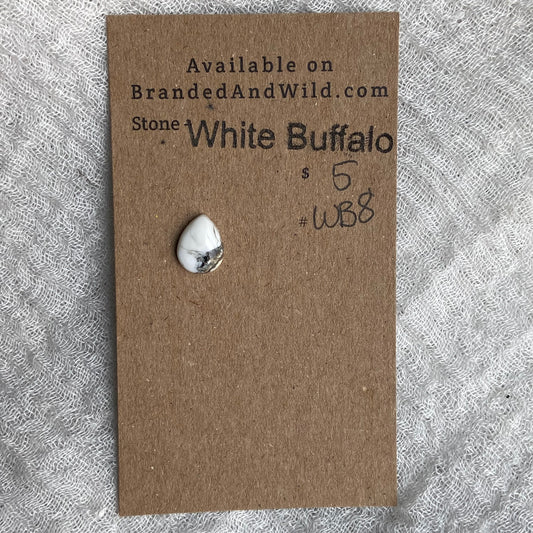 Available on
BrandedAndWild.com
Stone - White Buffalo
$ 5
# WB8